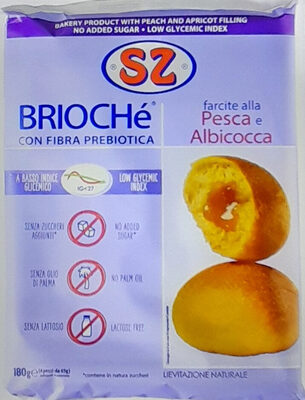 BAKERY PRODUCT WITH PEACH AND APRICOT FILLING
NO ADDED SUGAR - LOW GLYCEMIC INDEX
SZ
®
BRIOCHé®
CON FIBRA PREBIOTICA
farcite alla
Pesca e
Albicocca
A BASSO INDICE
GLICEMICO
IG<27
LOW GLYCEMIC
INDEX
SENZA ZUCCHERI
AGGIUNTI*
NO ADDED
SUGAR*
SENZA OLIO
DI PALMA
NO PALM OIL
SENZA LATTOSIO
LACTOSE FREE
180g℮
*contiene in natura zuccheri
LIEVITAZIONE NATURALE